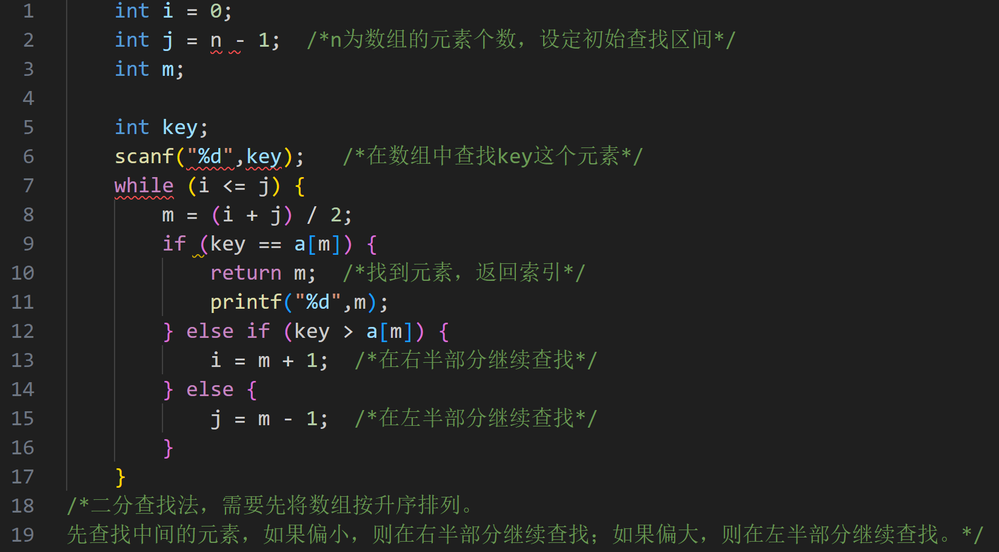 1 int i = 0;
2 int j = n - 1; /*n为数组的元素个数，设定初始查找区间*/
3 int m;
4
5 int key;
6 scanf("%d",key); /*在数组中查找key这个元素*/
7 while (i <= j) {
8 m = (i + j) / 2;
9 if (key == a[m]) {
10 return m; /*找到元素，返回索引*/
11 printf("%d",m);
12 } else if (key > a[m]) {
13 i = m + 1; /*在右半部分继续查找*/
14 } else {
15 j = m - 1; /*在左半部分继续查找*/
16 }
17 }
18 /*二分查找法，需要先将数组按升序排列。
19 先查找中间的元素，如果偏小，则在右半部分继续查找；如果偏大，则在左半部分继续查找。*/